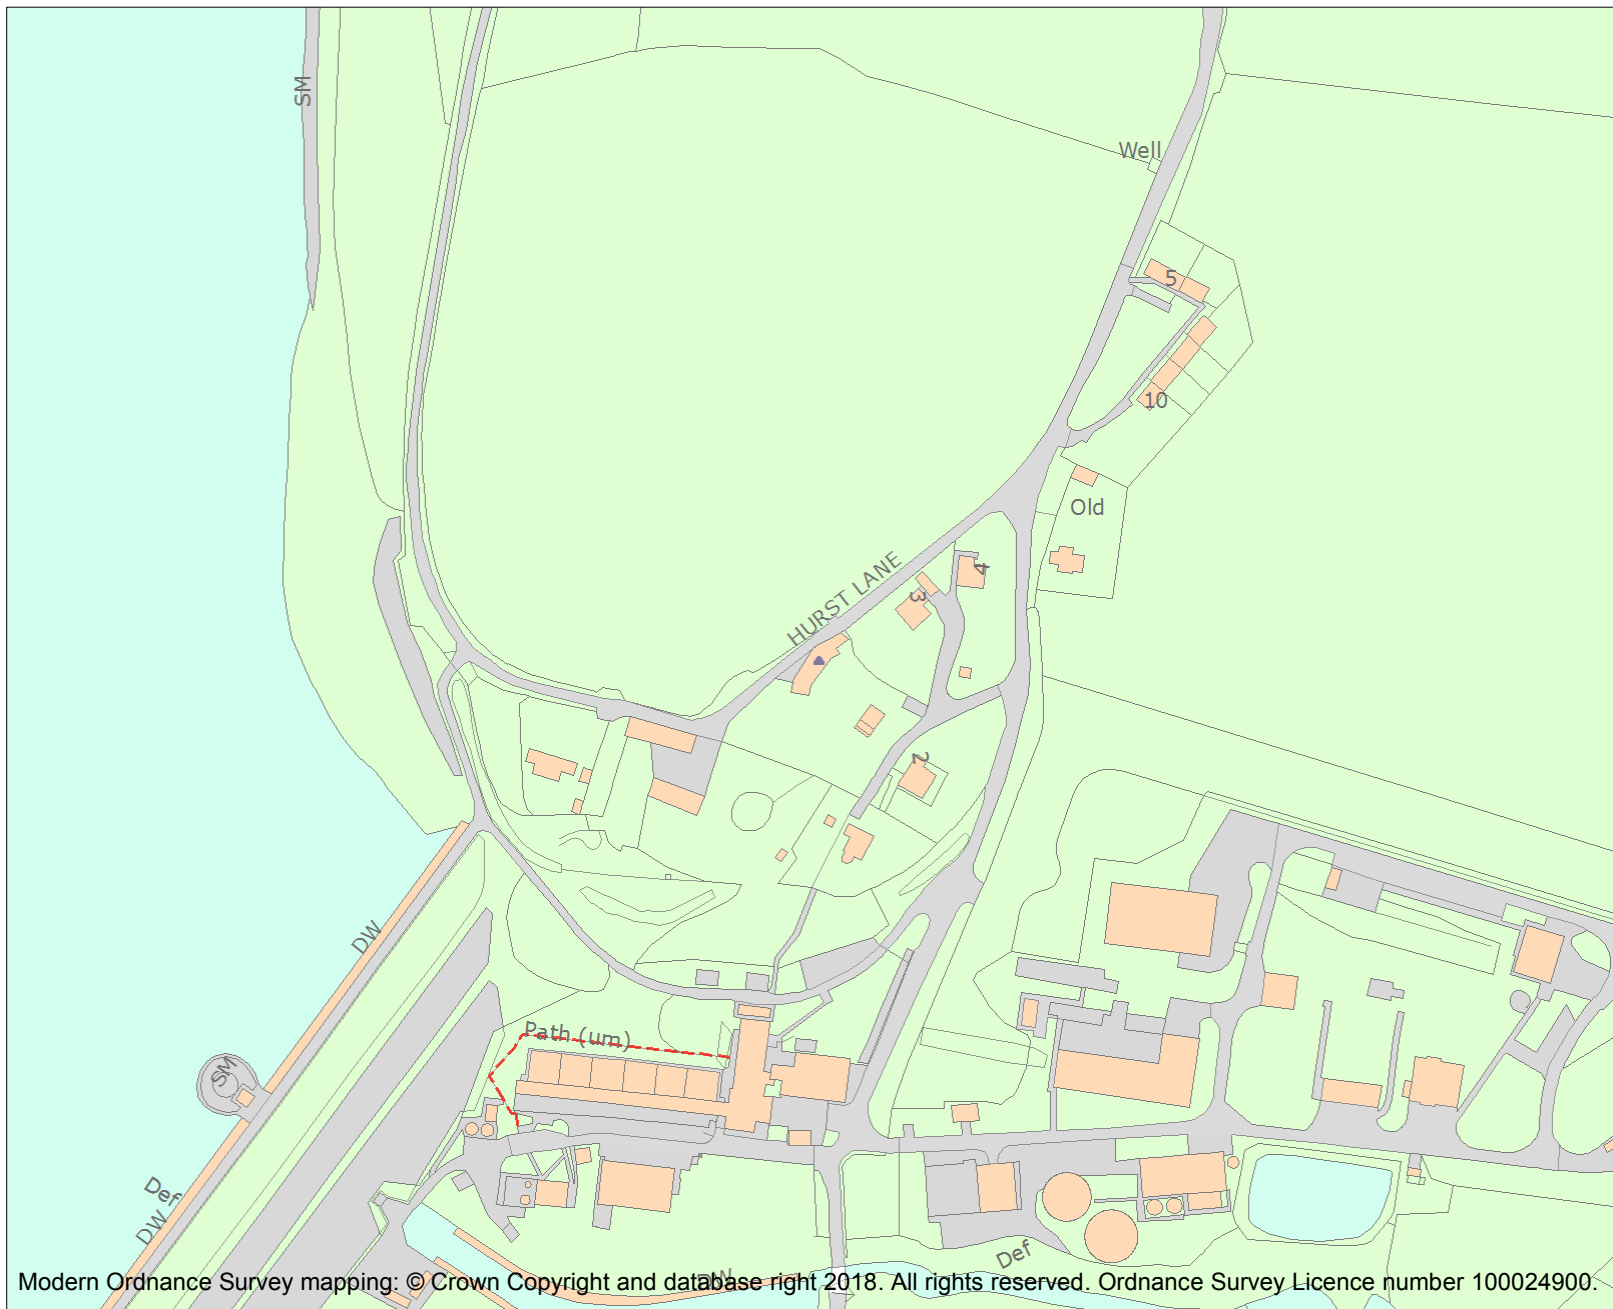 SM
Well
5
10
Old
HURST LANE
4
3
2
DW
Path (um)
SM
Def
DW
Def
DW
Modern Ordnance Survey mapping: © Crown Copyright and database right 2018. All rights reserved. Ordnance Survey Licence number 100024900.